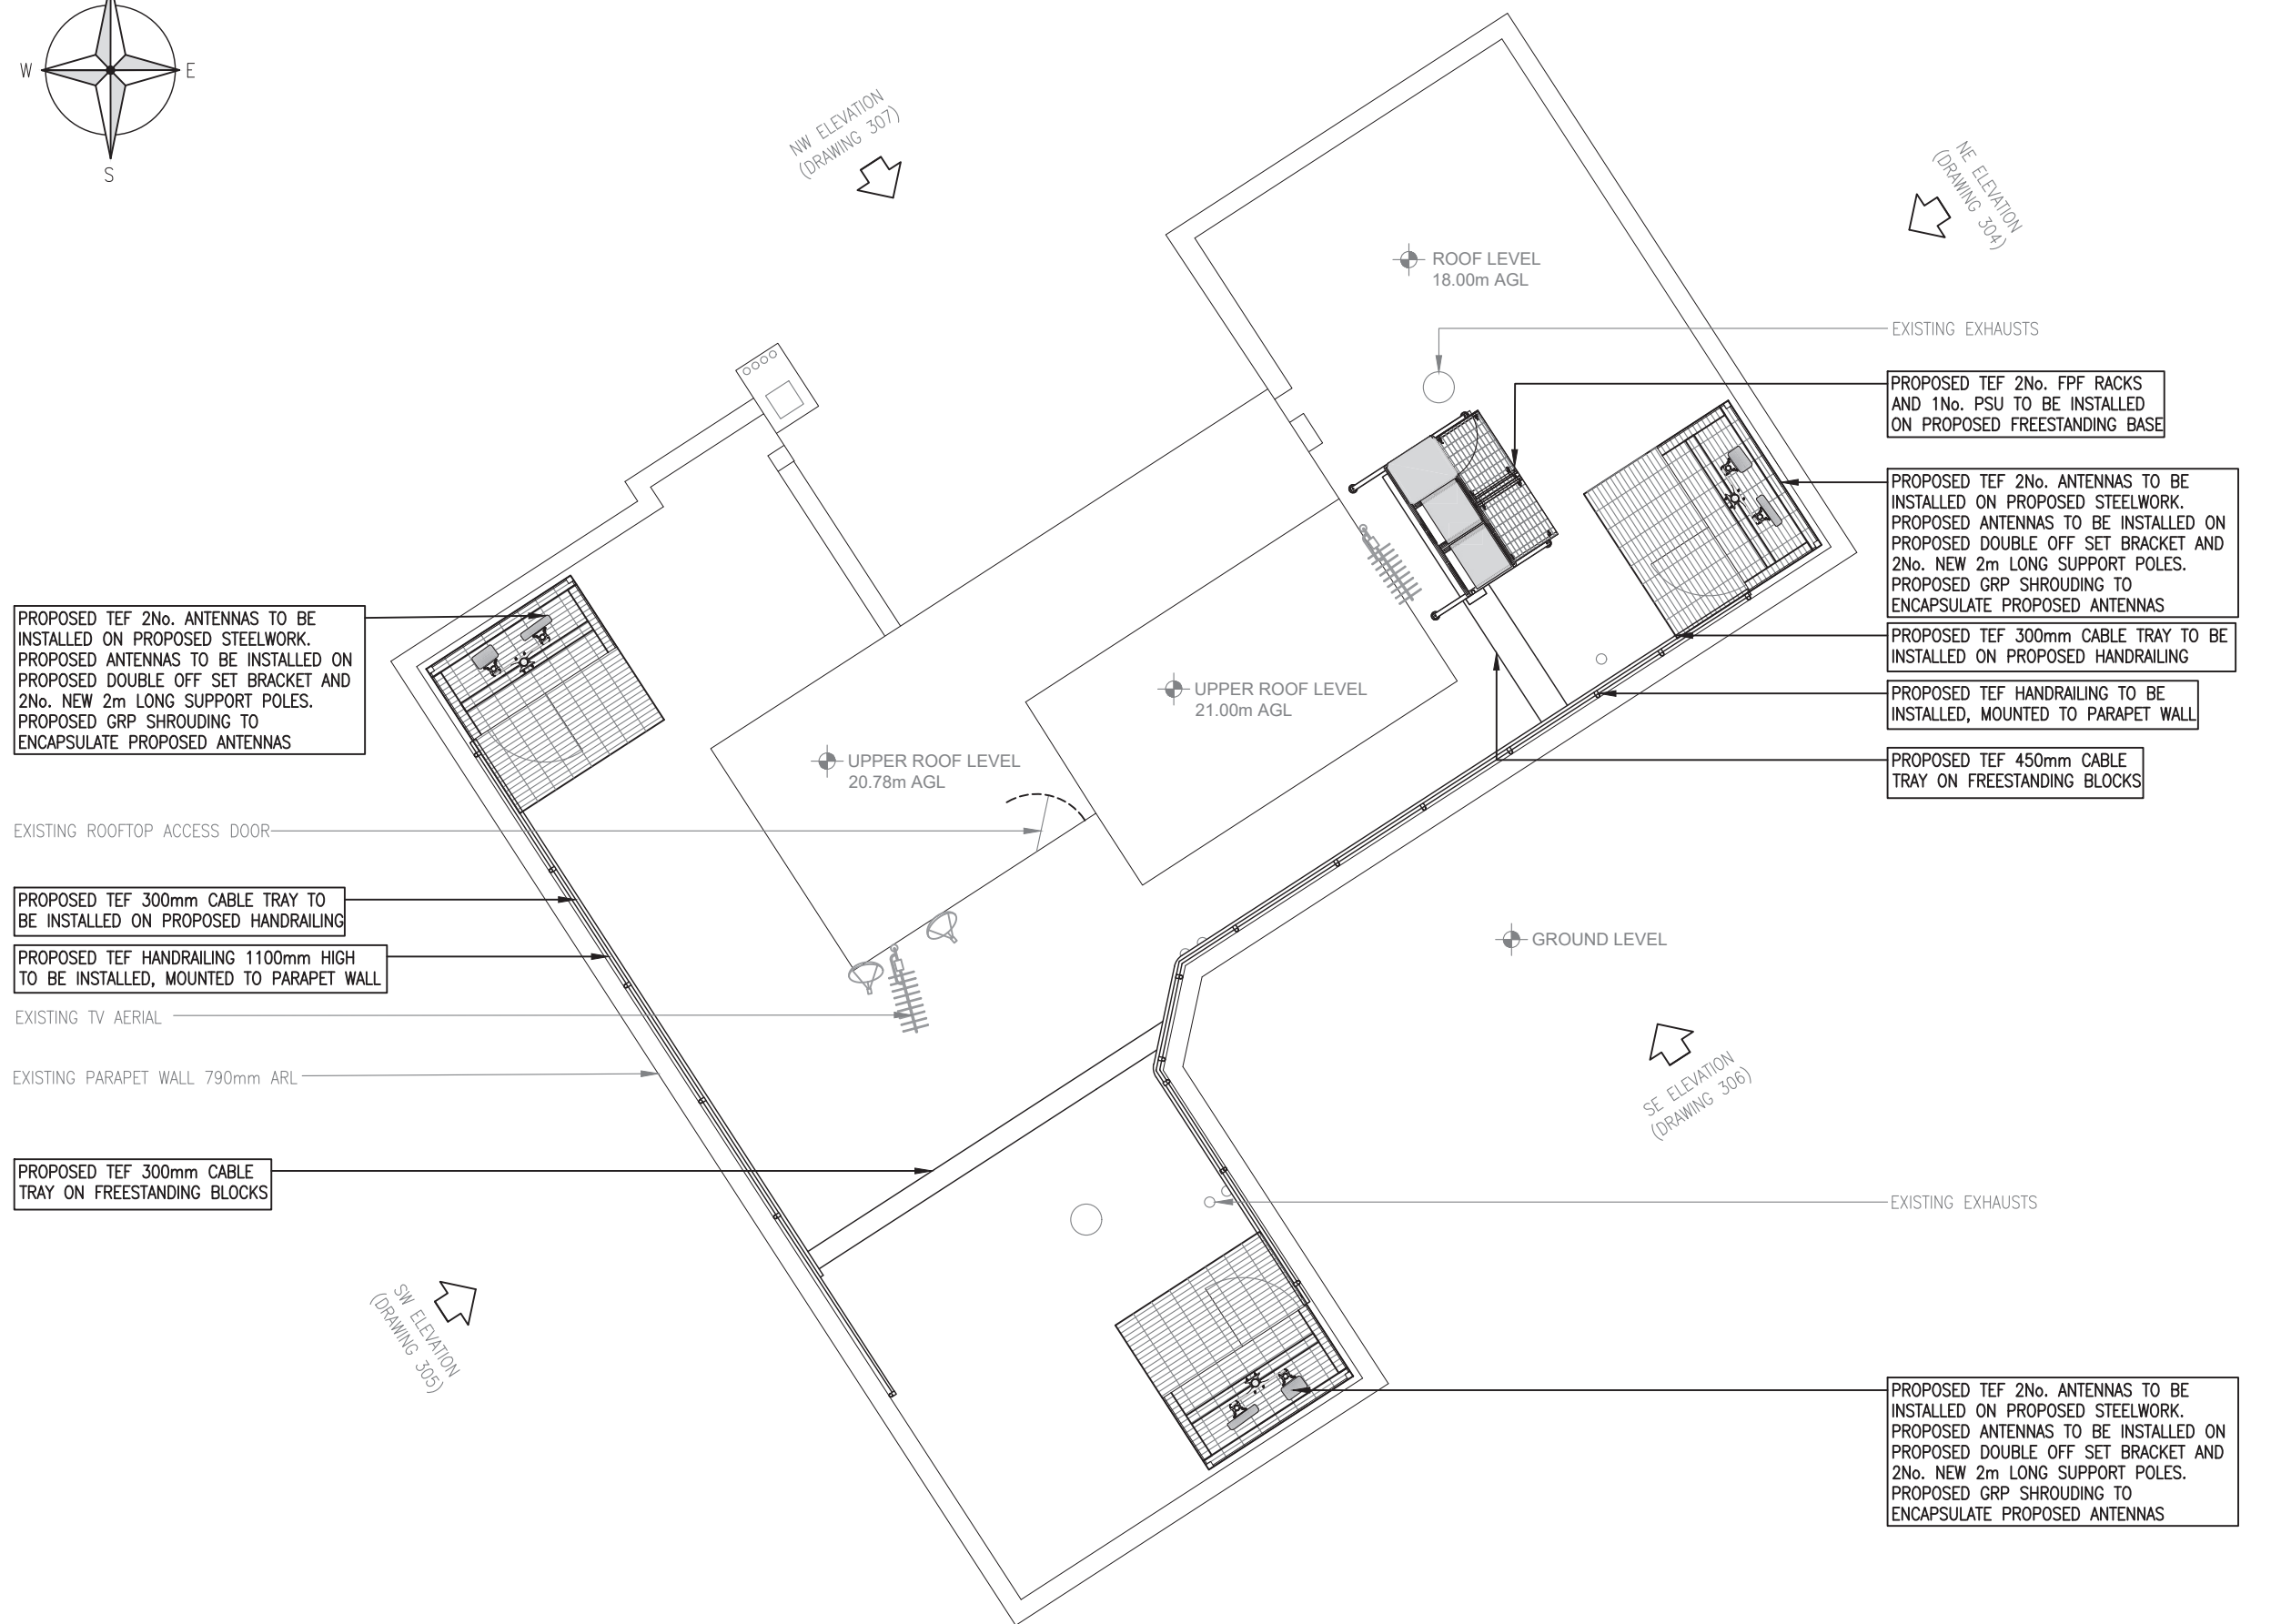 W
E
S
NW ELEVATION
(DRAWING 307)
NE ELEVATION
(DRAWING 304)
ROOF LEVEL
18.00m AGL
EXISTING EXHAUSTS
PROPOSED TEF 2No. FPF RACKS
AND 1No. PSU TO BE INSTALLED
ON PROPOSED FREESTANDING BASE
PROPOSED TEF 2No. ANTENNAS TO BE
INSTALLED ON PROPOSED STEELWORK.
PROPOSED ANTENNAS TO BE INSTALLED ON
PROPOSED DOUBLE OFF SET BRACKET AND
2No. NEW 2m LONG SUPPORT POLES.
PROPOSED GRP SHROUDING TO
ENCAPSULATE PROPOSED ANTENNAS
PROPOSED TEF 300mm CABLE TRAY TO BE
INSTALLED ON PROPOSED HANDRAILING
PROPOSED TEF HANDRAILING TO BE
INSTALLED, MOUNTED TO PARAPET WALL
PROPOSED TEF 450mm CABLE
TRAY ON FREESTANDING BLOCKS
PROPOSED TEF 2No. ANTENNAS TO BE
INSTALLED ON PROPOSED STEELWORK.
PROPOSED ANTENNAS TO BE INSTALLED ON
PROPOSED DOUBLE OFF SET BRACKET AND
2No. NEW 2m LONG SUPPORT POLES.
PROPOSED GRP SHROUDING TO
ENCAPSULATE PROPOSED ANTENNAS
UPPER ROOF LEVEL
21.00m AGL
UPPER ROOF LEVEL
20.78m AGL
EXISTING ROOFTOP ACCESS DOOR
PROPOSED TEF 300mm CABLE TRAY TO
BE INSTALLED ON PROPOSED HANDRAILING
PROPOSED TEF HANDRAILING 1100mm HIGH
TO BE INSTALLED, MOUNTED TO PARAPET WALL
EXISTING TV AERIAL
EXISTING PARAPET WALL 790mm ARL
GROUND LEVEL
SE ELEVATION
(DRAWING 306)
PROPOSED TEF 300mm CABLE
TRAY ON FREESTANDING BLOCKS
EXISTING EXHAUSTS
SW ELEVATION
(DRAWING 305)
PROPOSED TEF 2No. ANTENNAS TO BE
INSTALLED ON PROPOSED STEELWORK.
PROPOSED ANTENNAS TO BE INSTALLED ON
PROPOSED DOUBLE OFF SET BRACKET AND
2No. NEW 2m LONG SUPPORT POLES.
PROPOSED GRP SHROUDING TO
ENCAPSULATE PROPOSED ANTENNAS